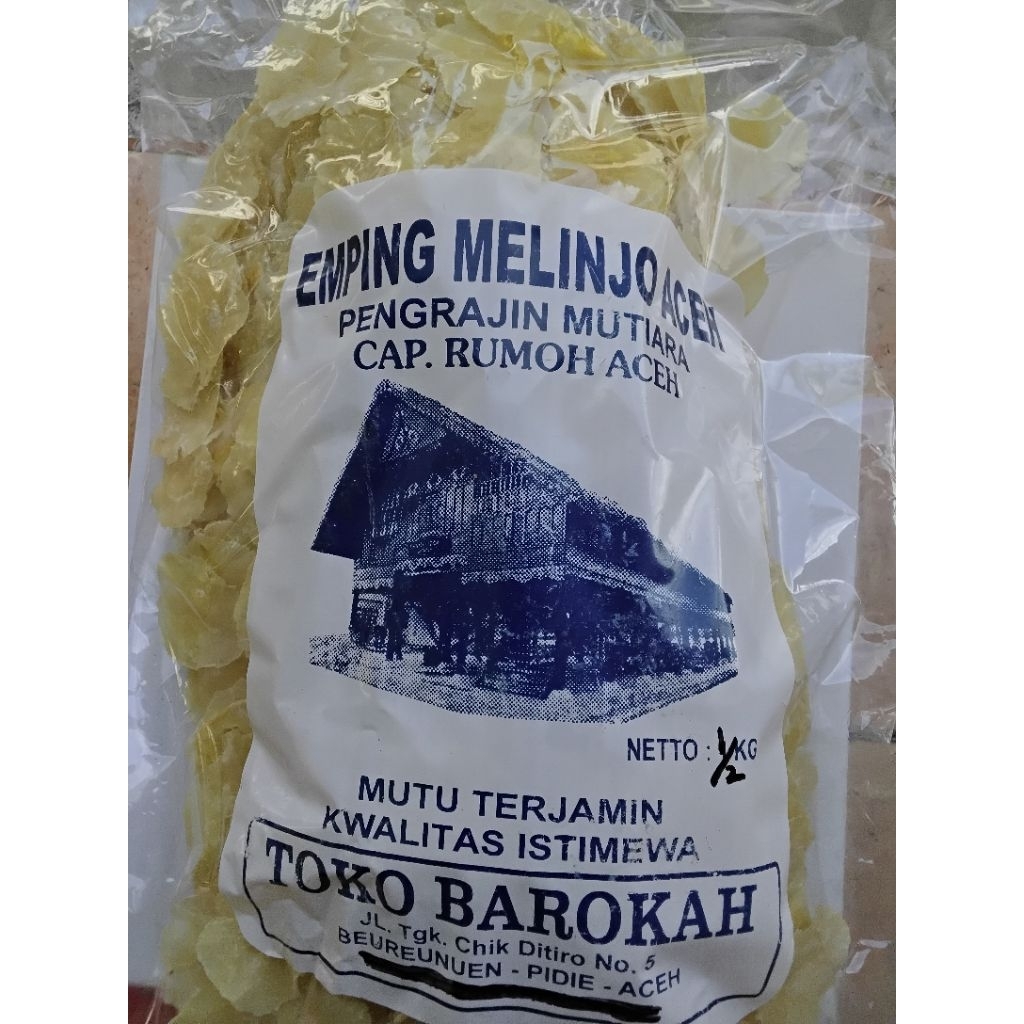 EMPING MELINJO ACEH
PENGRAJIN MUTIARA
CAP. RUMOH ACEH
NETTO : 1/2 KG
MUTU TERJAMIN
KWALITAS ISTIMEWA
TOKO BAROKAH
JL. Tgk. Chik Ditiro No. 5
BEUREUNUEN - PIDIE - ACEH